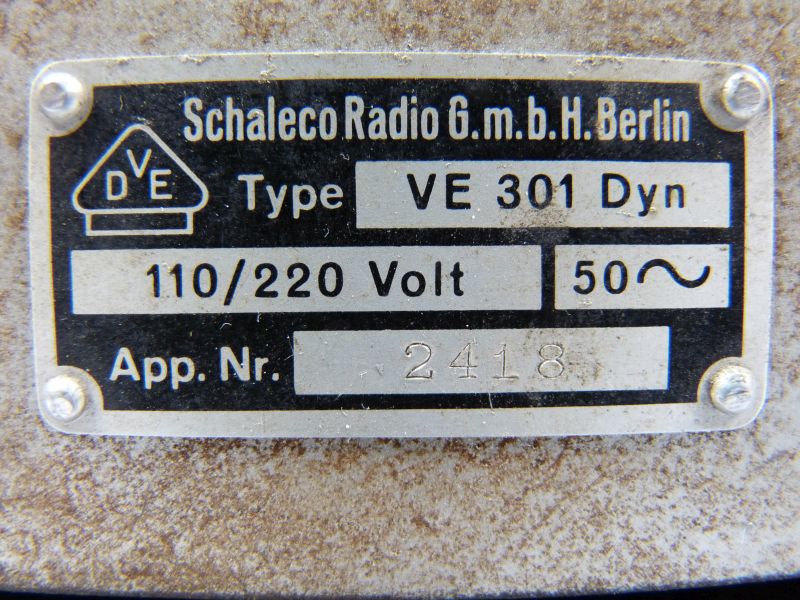 Schaleco Radio G.m.b.H. Berlin
DVE
Type VE 301 Dyn
110/220 Volt 50~
App. Nr. 2418